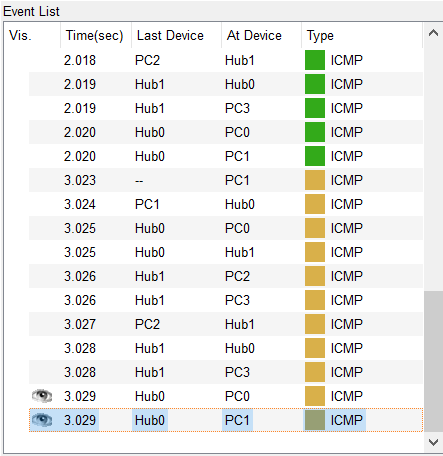 Event List
Vis. Time(sec) Last Device At Device Type
2.018 PC2 Hub1 ICMP
2.019 Hub1 Hub0 ICMP
2.019 Hub1 PC3 ICMP
2.020 Hub0 PC0 ICMP
2.020 Hub0 PC1 ICMP
3.023 -- PC1 ICMP
3.024 PC1 Hub0 ICMP
3.025 Hub0 PC0 ICMP
3.025 Hub0 Hub1 ICMP
3.026 Hub1 PC2 ICMP
3.026 Hub1 PC3 ICMP
3.027 PC2 Hub1 ICMP
3.028 Hub1 Hub0 ICMP
3.028 Hub1 PC3 ICMP
3.029 Hub0 PC0 ICMP
3.029 Hub0 PC1 ICMP